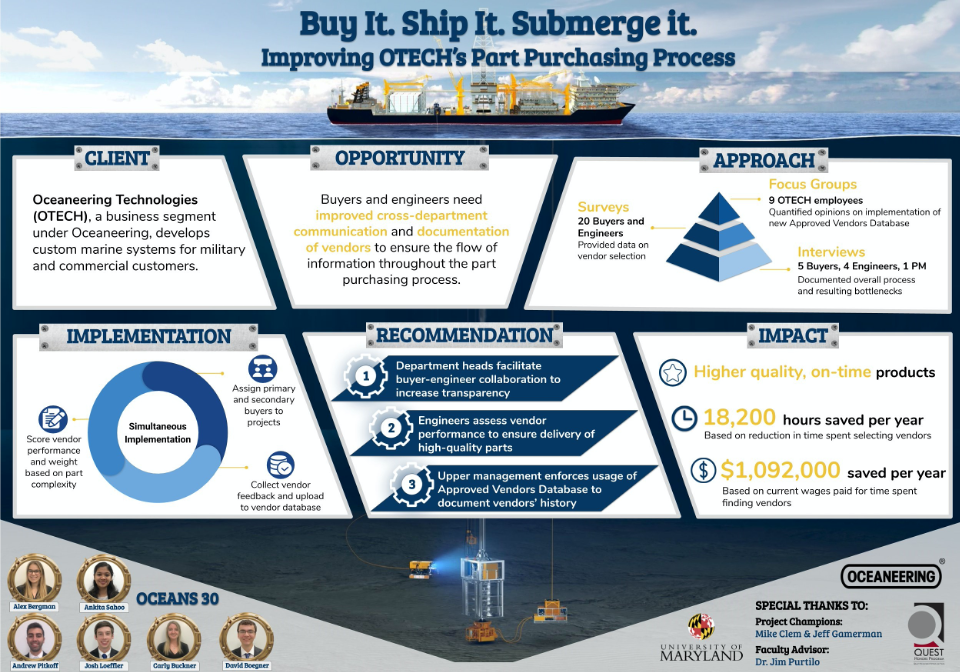 Buy It. Ship It. Submerge it.
Improving OTECH's Part Purchasing Process
CLIENT
Oceaneering Technologies
(OTECH), a business segment
under Oceaneering, develops
custom marine systems for military
and commercial customers.
OPPORTUNITY
Buyers and engineers need
improved cross-department
communication and documentation
of vendors to ensure the flow of
information throughout the part
purchasing process.
APPROACH
Surveys
20 Buyers and
Engineers
Provided data on
vendor selection
Focus Groups
9 OTECH employees
Quantified opinions on implementation of
new Approved Vendors Database
Interviews
5 Buyers, 4 Engineers, 1 PM
Documented overall process
and resulting bottlenecks
IMPLEMENTATION
Simultaneous
Implementation
Assign primary
and secondary
buyers to
projects
Score vendor
performance
and weight
based on part
complexity
Collect vendor
feedback and upload
to vendor database
RECOMMENDATION
1
Department heads facilitate
buyer-engineer collaboration to
increase transparency
2
Engineers assess vendor
performance to ensure delivery of
high-quality parts
3
Upper management enforces usage of
Approved Vendors Database to
document vendors' history
IMPACT
Higher quality, on-time products
18,200 hours saved per year
Based on reduction in time spent selecting vendors
$
$1,092,000 saved per year
Based on current wages paid for time spent
finding vendors
Alex Bergman
Ankita Sahoo
OCEANS 30
Andrew Pitkoff
Josh Loeffler
Carly Buckner
David Boegner
UNIVERSITY OF
MARYLAND
OCEANEERING®
SPECIAL THANKS TO:
Project Champions:
Mike Clem & Jeff Gamerman
Faculty Advisor:
Dr. Jim Purtilo
QUEST